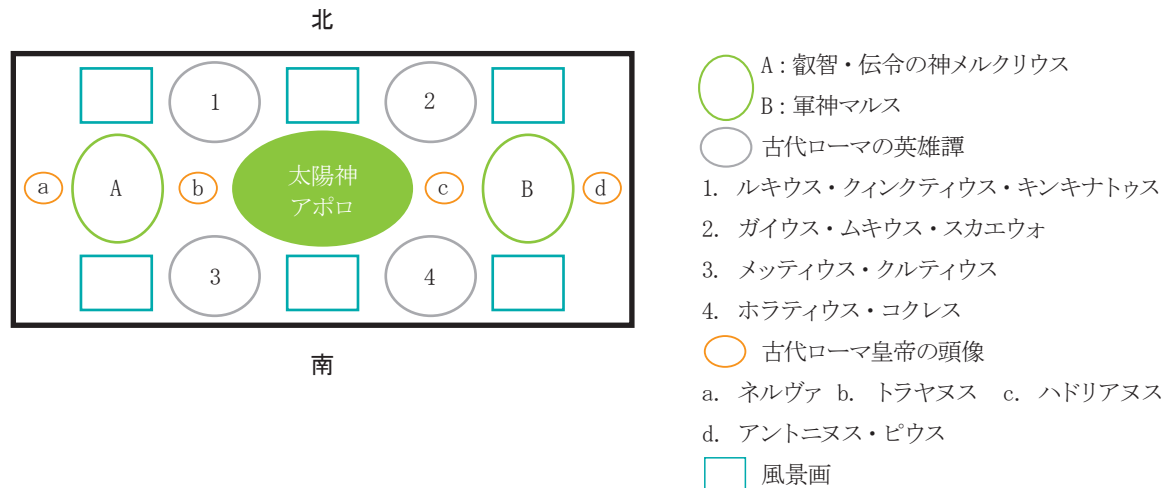 北
1
2
a
A
b
太陽神
アポロ
c
B
d
3
4
南
A：叡智・伝令の神メルクリウス
B：軍神マルス
古代ローマの英雄譚
1. ルキウス・クィンクティウス・キンキナトゥス
2. ガイウス・ムキウス・スカエウォ
3. メッティウス・クルティウス
4. ホラティウス・コクレス
古代ローマ皇帝の頭像
a. ネルヴァ b. トラヤヌス c. ハドリアヌス
d. アントニヌス・ピウス
風景画